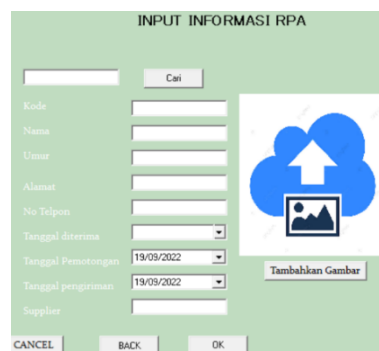 INPUT INFORMASI RPA
Cari
Kode
Nama
Umur
Alamat
No Telpon
Tanggal diterima
Tanggal Pemotongan 19/09/2022
Tambahkan Gambar
Tanggal pengiriman 19/09/2022
Supplier
CANCEL BACK OK